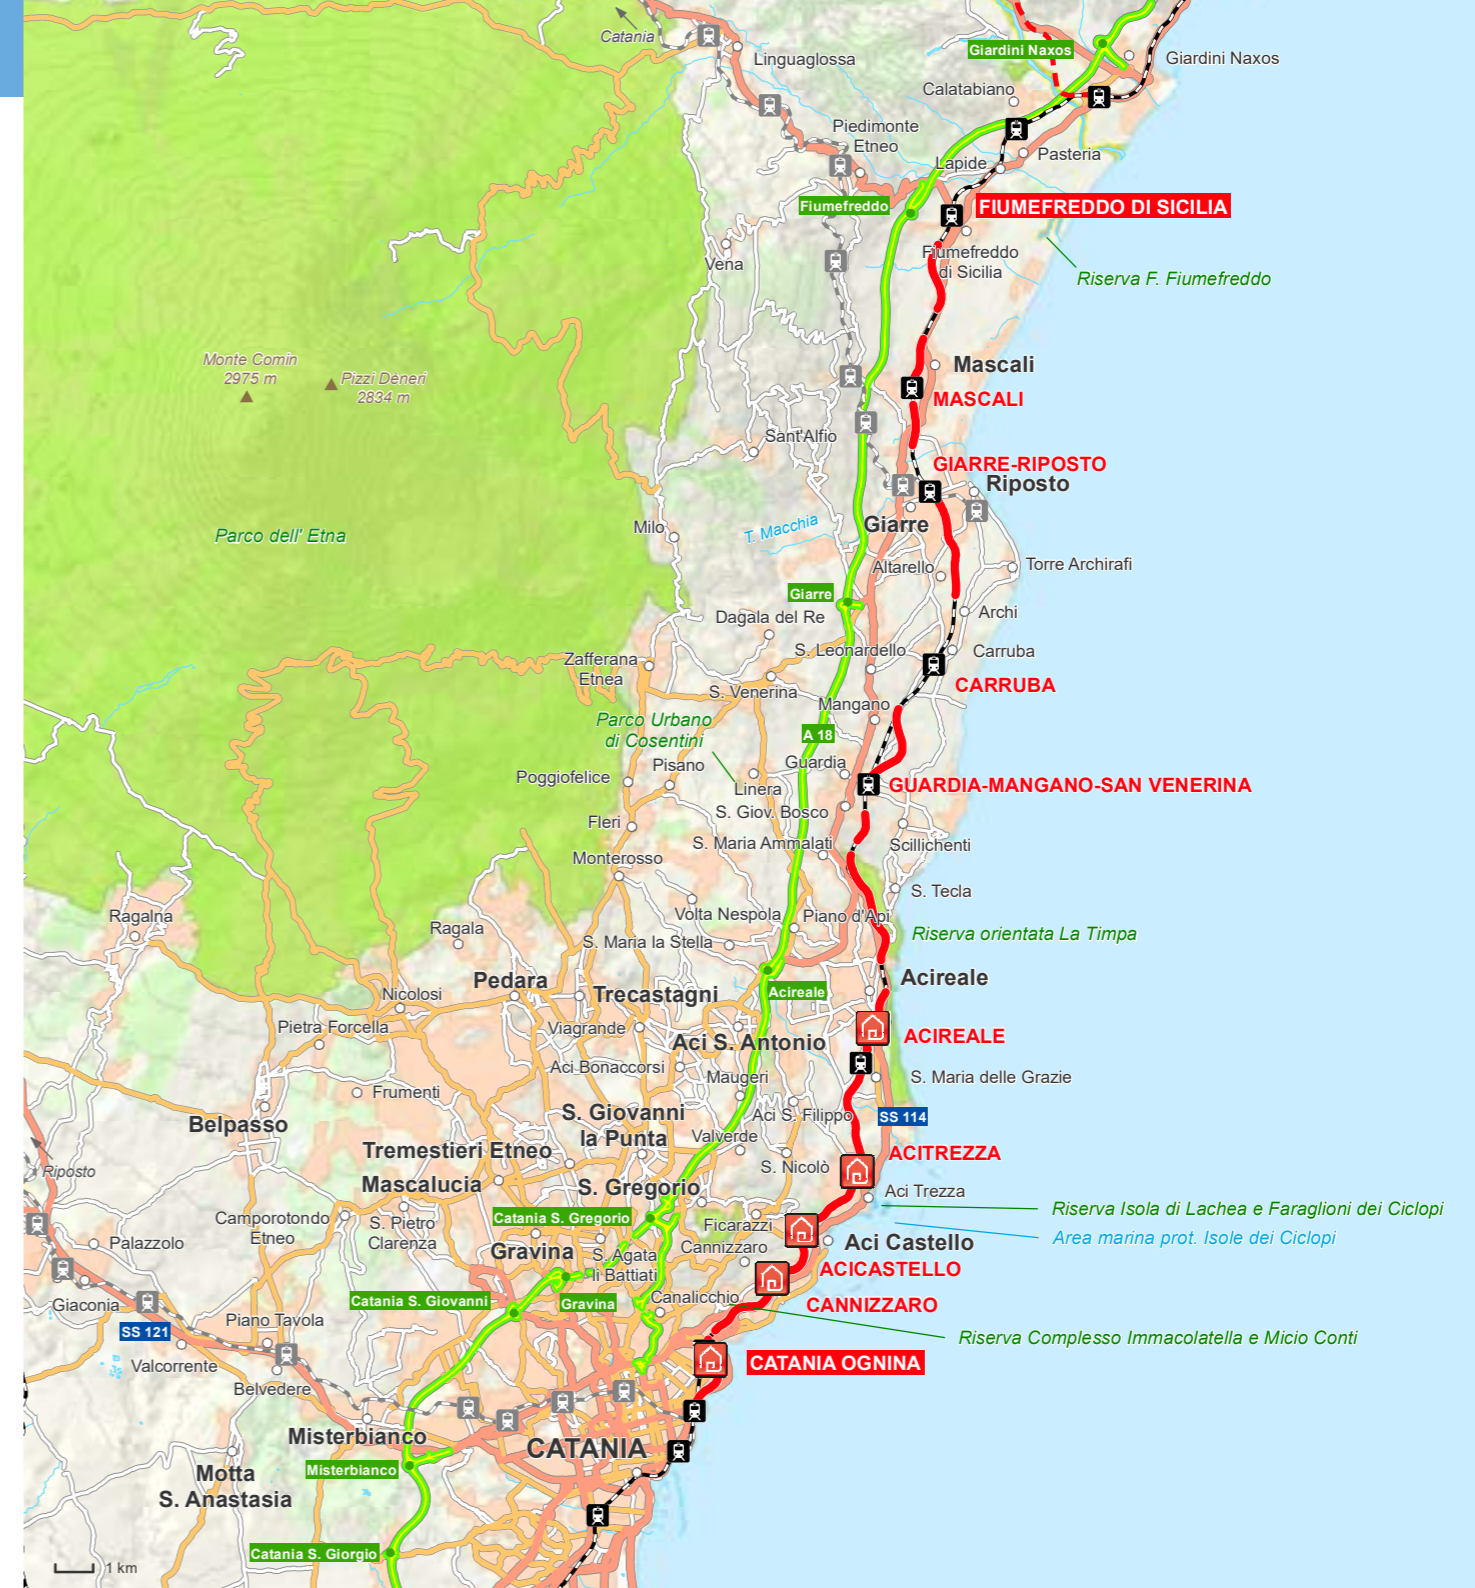 Catania
Linguaglossa
Giardini Naxos
Giardini Naxos
Calatabiano
Piedimonte
Etneo
Pasteria
Lapide
Fiumefreddo
FIUMEFREDDO DI SICILIA
Fiumefreddo
di Sicilia
Vena
Riserva F. Fiumefreddo
Monte Comin
2975 m
Pizzi Dèneri
2834 m
Mascali
MASCALI
Sant'Alfio
GIARRE-RIPOSTO
Riposto
Milo
T. Macchia
Giarre
Parco dell' Etna
Altarello
Torre Archirafi
Giarre
Dagala del Re
Archi
S. Leonardello
Carruba
Zafferana
Etnea
S. Venerina
CARRUBA
Mangano
Parco Urbano
di Cosentini
A 18
Guardia
Pisano
Poggiofelice
Linera
GUARDIA-MANGANO-SAN VENERINA
S. Giov. Bosco
Fleri
S. Maria Ammalati
Scillichenti
Monterosso
S. Tecla
Ragalna
Volta Nespola
Piano d'Api
Ragala
S. Maria la Stella
Riserva orientata La Timpa
Pedara
Acireale
Nicolosi
Trecastagni
Acireale
Pietra Forcella
Viagrande
Aci S. Antonio
ACIREALE
Aci Bonaccorsi
Maugeri
S. Maria delle Grazie
Frumenti
S. Giovanni
la Punta
Aci S. Filippo
SS 114
Belpasso
Valverde
Tremestieri Etneo
ACITREZZA
Riposto
S. Nicolò
Mascalucia
S. Gregorio
Aci Trezza
Riserva Isola di Lachea e Faraglioni dei Ciclopi
Camporotondo
Etneo
S. Pietro
Clarenza
Catania S. Gregorio
Ficarazzi
Area marina prot. Isole dei Ciclopi
Palazzolo
Gravina
S. Agata
li Battiati
Cannizzaro
Aci Castello
ACICASTELLO
Giaconia
Catania S. Giovanni
Gravina
Canalicchio
CANNIZZARO
SS 121
Piano Tavola
Riserva Complesso Immacolatella e Micio Conti
Valcorrente
CATANIA OGNINA
Belvedere
Misterbianco
CATANIA
Motta
S. Anastasia
Misterbianco
Catania S. Giorgio
1 km